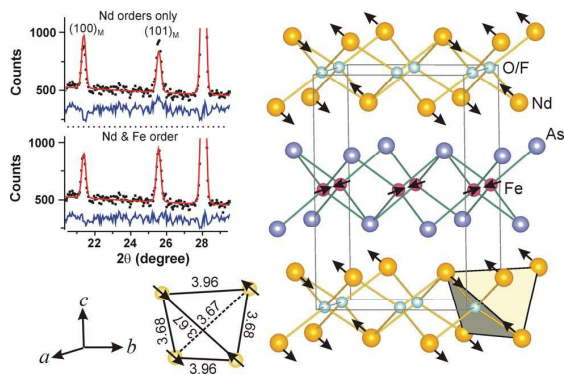 Nd orders only
(100)M
(101)M
1000
500
Counts
Nd & Fe order
1000
500
Counts
22 24 26 28
2θ (degree)
c
a
b
3.96
3.67
3.67
3.68
3.68
3.96
O/F
Nd
As
Fe